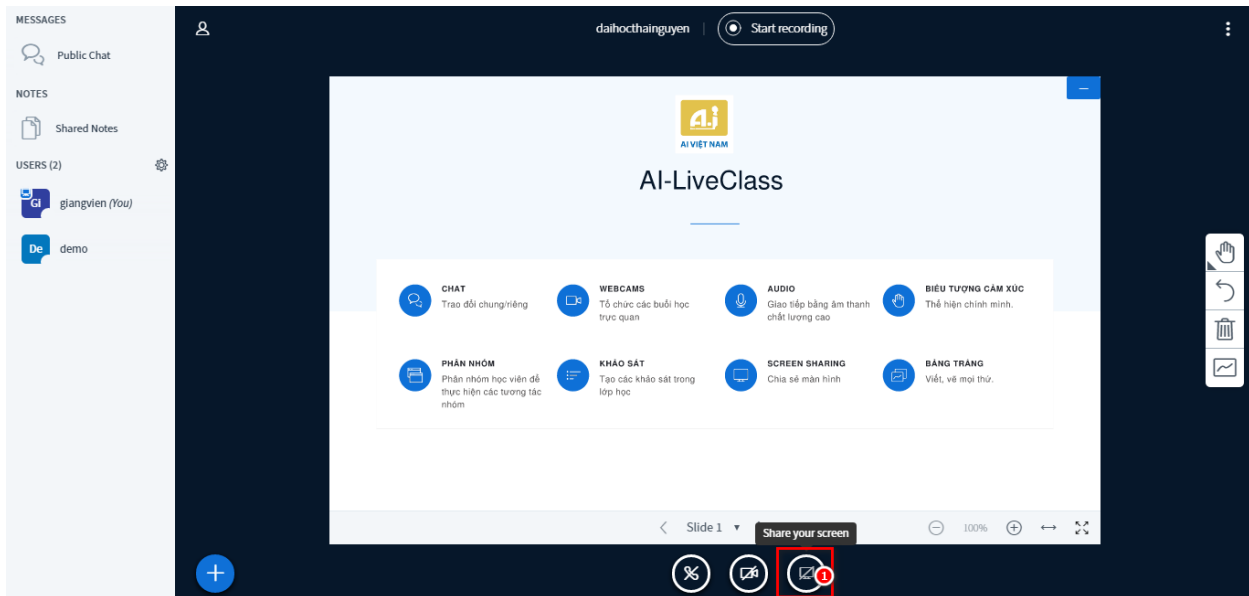 MESSAGES
Public Chat
NOTES
Shared Notes
USERS (2)
Gi giangvien (You)
De demo
daihocthainguyen
Start recording
A.i
AI VIỆT NAM
AI-LiveClass
CHAT
Trao đổi chung/riêng
WEBCAMS
Tổ chức các buổi học
trực quan
AUDIO
Giao tiếp bằng âm thanh
chất lượng cao
BIỂU TƯỢNG CẢM XÚC
Thể hiện chính mình.
PHÂN NHÓM
Phân nhóm học viên để
thực hiện các tương tác
nhóm
KHẢO SÁT
Tạo các khảo sát trong
lớp học
SCREEN SHARING
Chia sẻ màn hình
BẢNG TRẮNG
Viết, vẽ mọi thứ.
Slide 1
100%
Share your screen
1